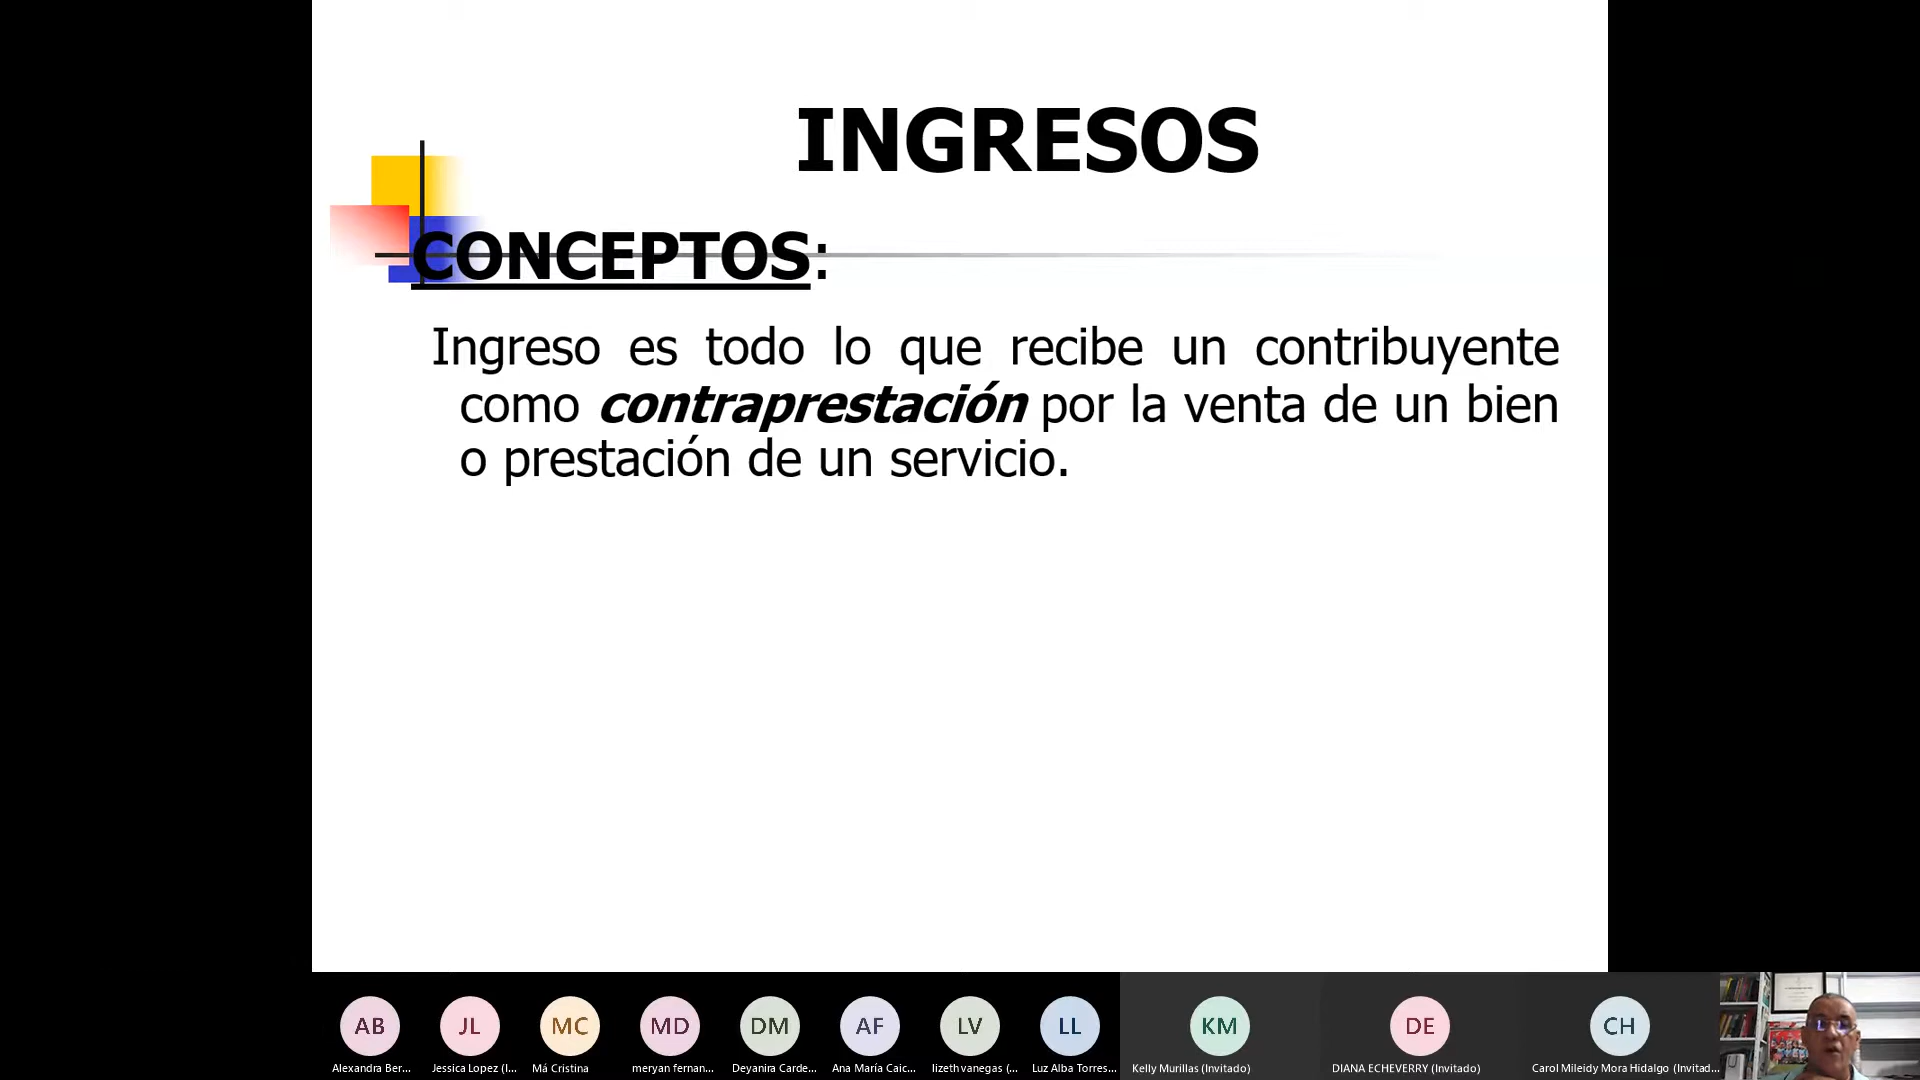 INGRESOS
CONCEPTOS:
Ingreso es todo lo que recibe un contribuyente
como contraprestación por la venta de un bien
o prestación de un servicio.
AB JL MC MD DM AF LV LL KM DE CH
Alexandra Ber... Jessica Lopez (I... Má Cristina meryan fernan... Deyanira Carde... Ana María Caic... lizeth vanegas (... Luz Alba Torres... Kelly Murillas (Invitado) DIANA ECHEVERRY (Invitado) Carol Mileidy Mora Hidalgo (Invitad...